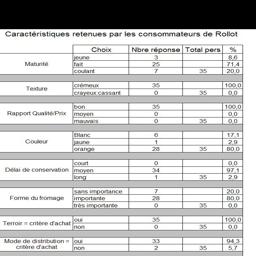 Caractéristiques retenues par les consommateurs de Rollot
Choix Nbre réponse Total pers %
jeune 3 8,6
Maturité fait 25 71,4
coulant 7 35 20,0
Texture crémeux 35 100,0
crayeux cassant 0 35 0,0
bon 35 100,0
Rapport Qualité/Prix moyen 0 0,0
mauvais 0 35 0,0
Blanc 6 17,1
Couleur jaune 1 2,9
orange 28 35 80,0
court 0 0,0
Délai de conservation moyen 34 97,1
long 1 35 2,9
sans importance 7 20,0
Forme du fromage importante 28 80,0
très importante 0 35 0,0
Terroir = critère d'achat oui 35 100,0
non 0 35 0,0
Mode de distribution = oui 33 94,3
critère d'achat non 2 35 5,7